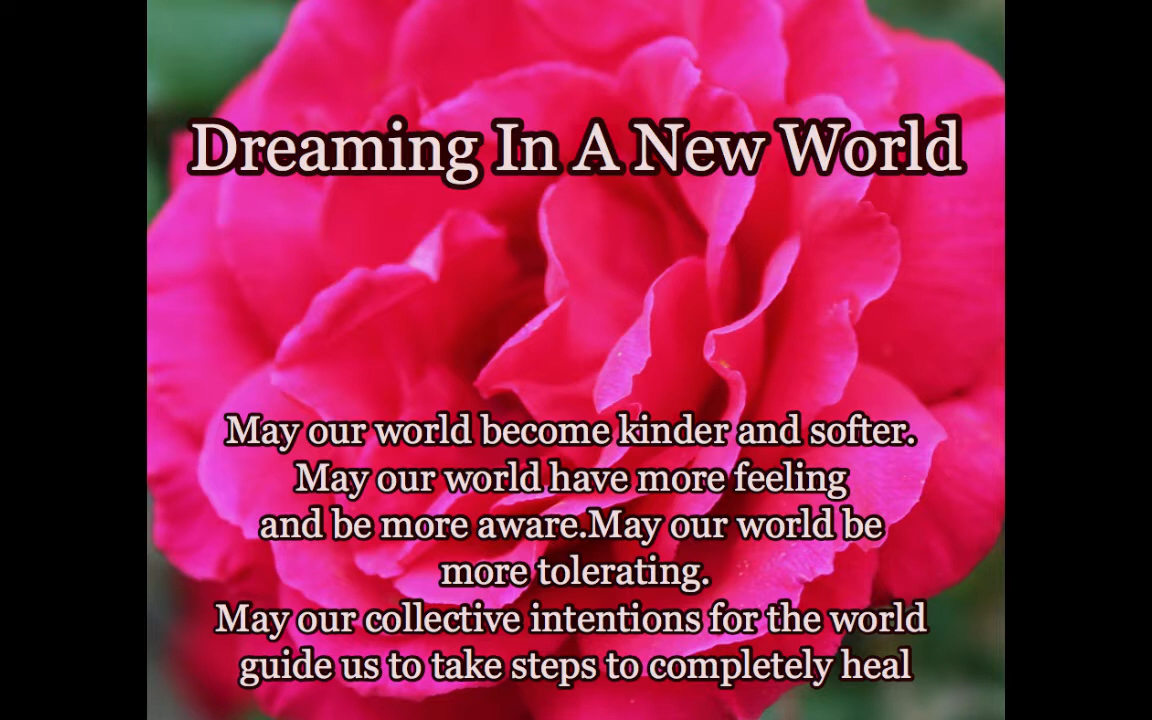 Dreaming In A New World
May our world become kinder and softer.
May our world have more feeling
and be more aware.May our world be
more tolerating.
May our collective intentions for the world
guide us to take steps to completely heal